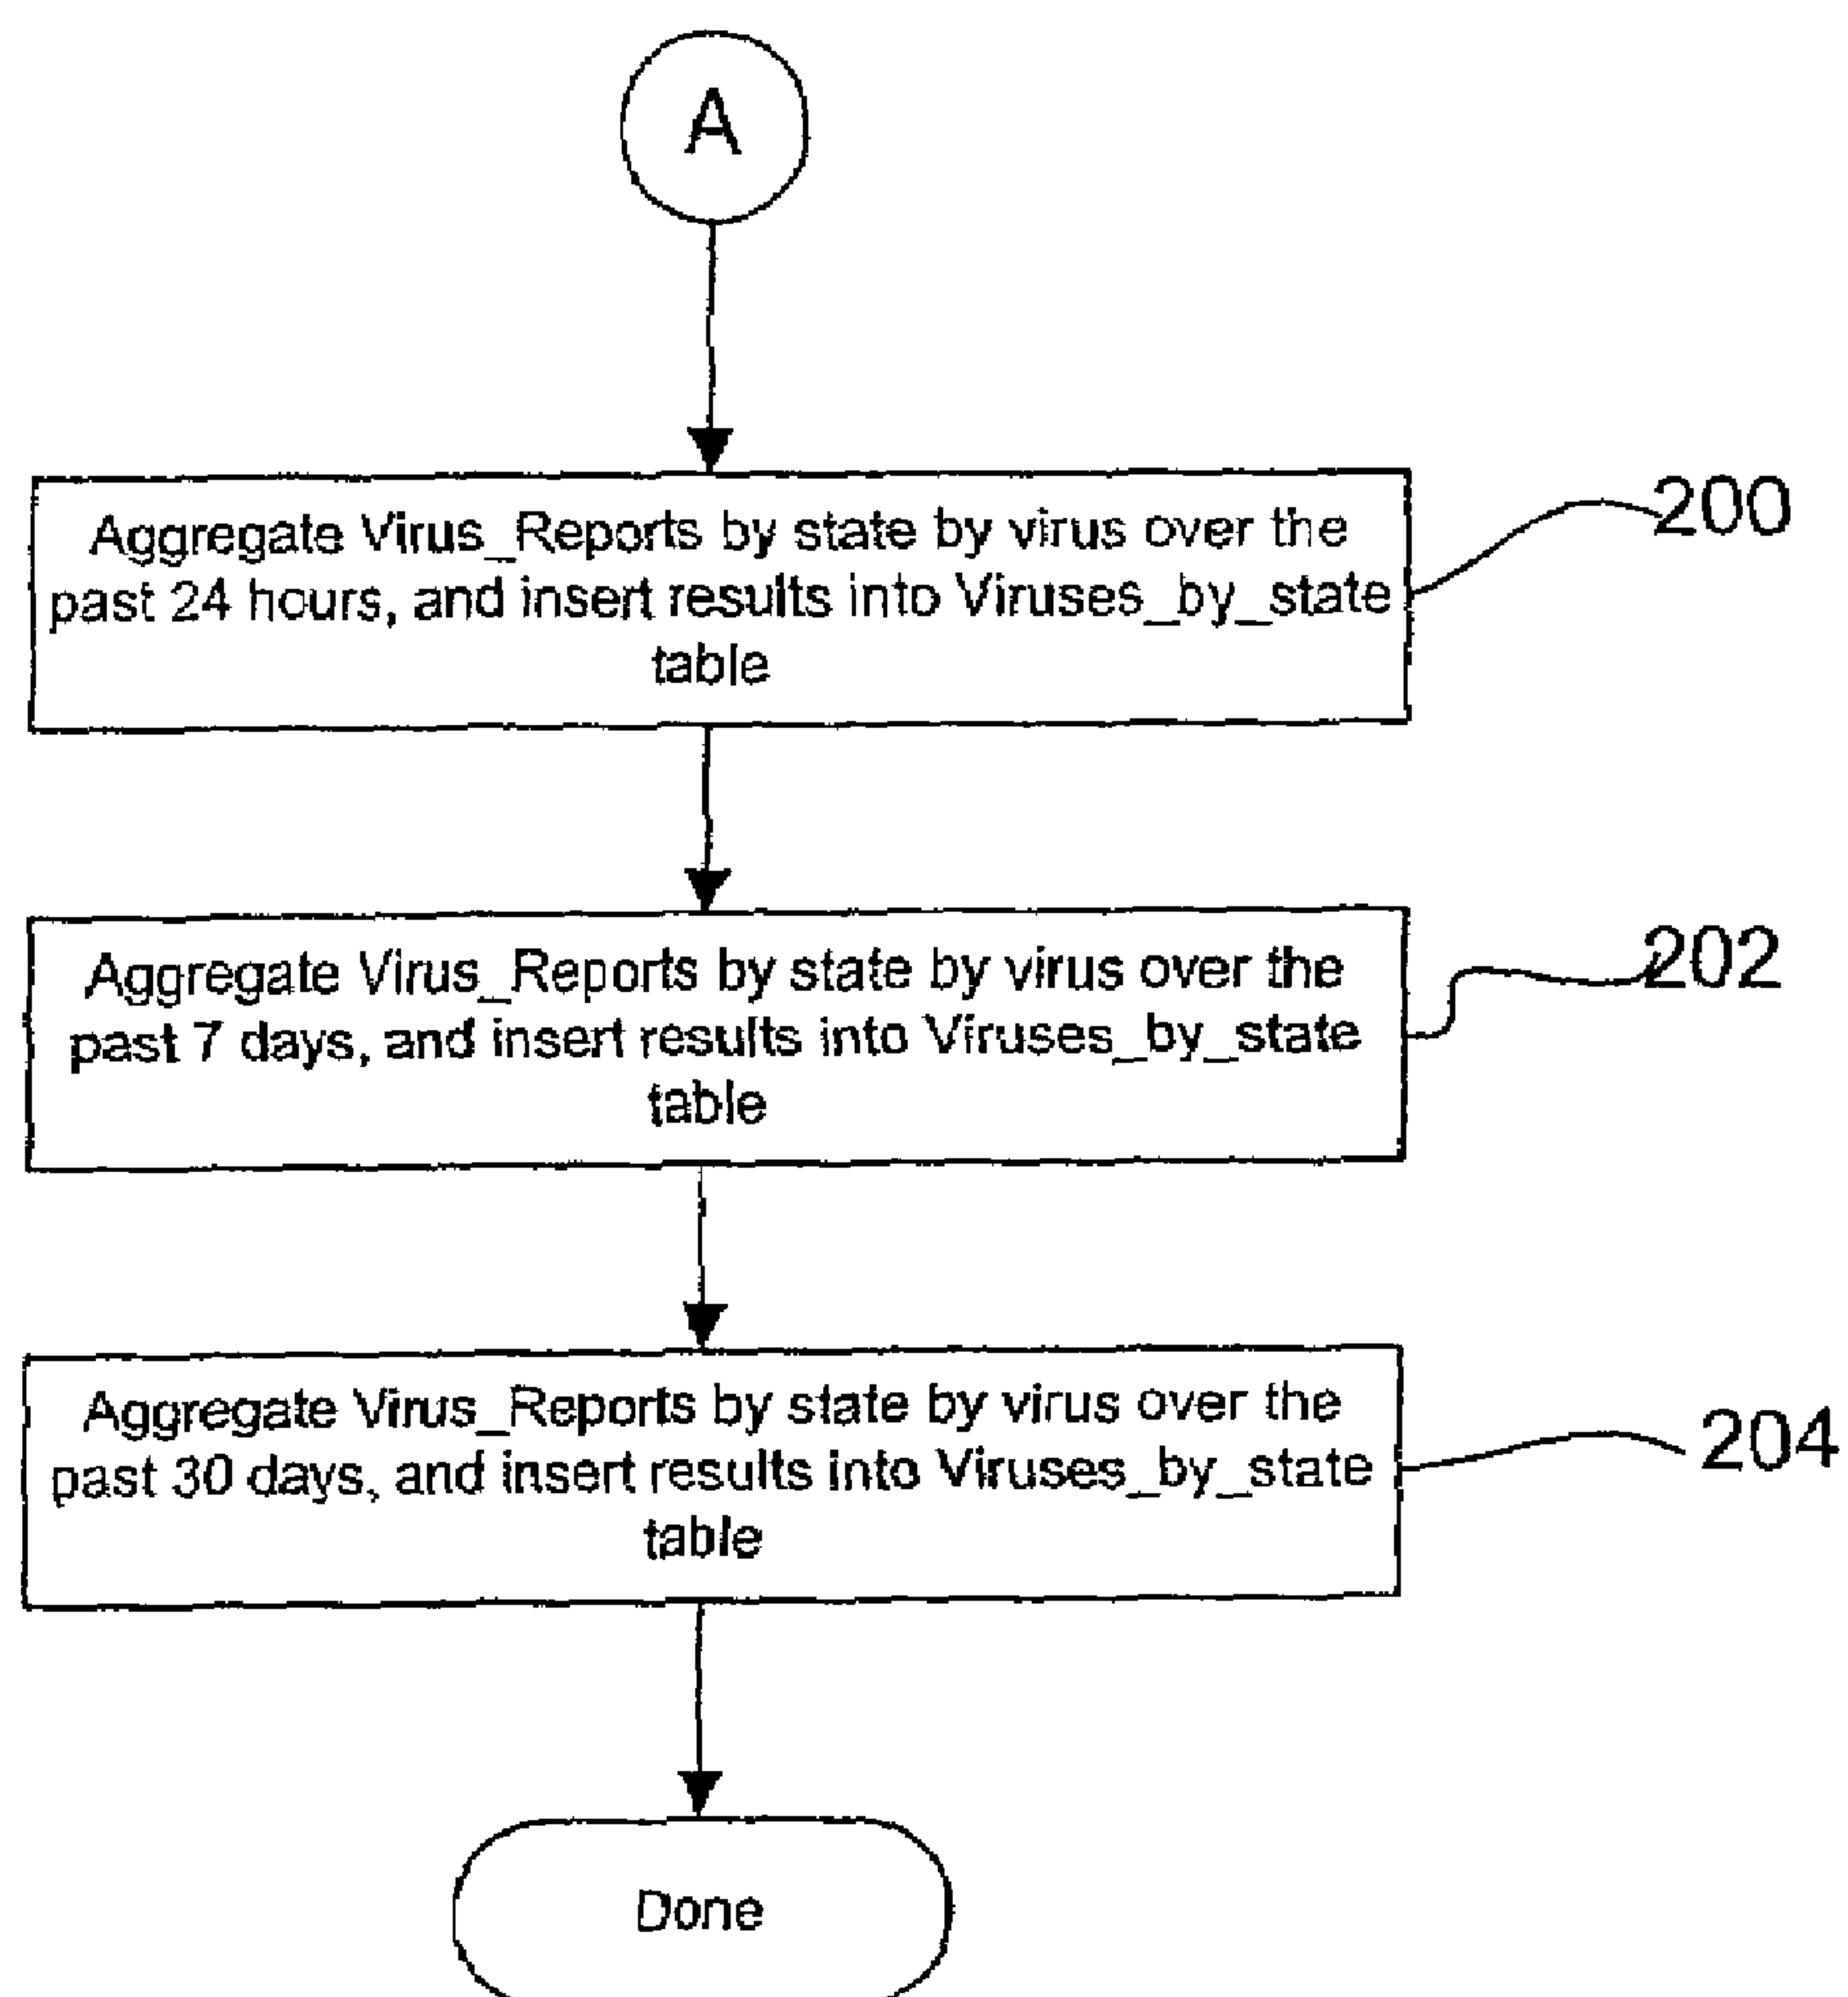 A
Aggregate Virus_Reports by state by virus over the
past 24 hours, and insert results into Viruses_by_state
table
200
Aggregate Virus_Reports by state by virus over the
past 7 days, and insert results into Viruses_by_state
table
202
Aggregate Virus_Reports by state by virus over the
past 30 days, and insert results into Viruses_by_state
table
204
Done